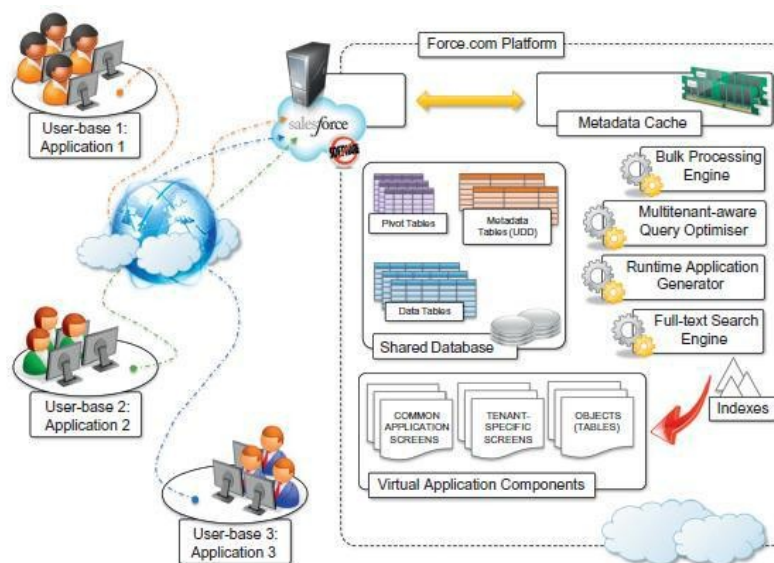 Force.com Platform
User-base 1:
Application 1
salesforce
SOFTWARE
Metadata Cache
Pivot Tables
Metadata
Tables (UDD)
Data Tables
Shared Database
Bulk Processing
Engine
Multitenant-aware
Query Optimiser
Runtime Application
Generator
Full-text Search
Engine
Indexes
User-base 2:
Application 2
COMMON
APPLICATION
SCREENS
TENANT-
SPECIFIC
SCREENS
OBJECTS
(TABLES)
Virtual Application Components
User-base 3:
Application 3